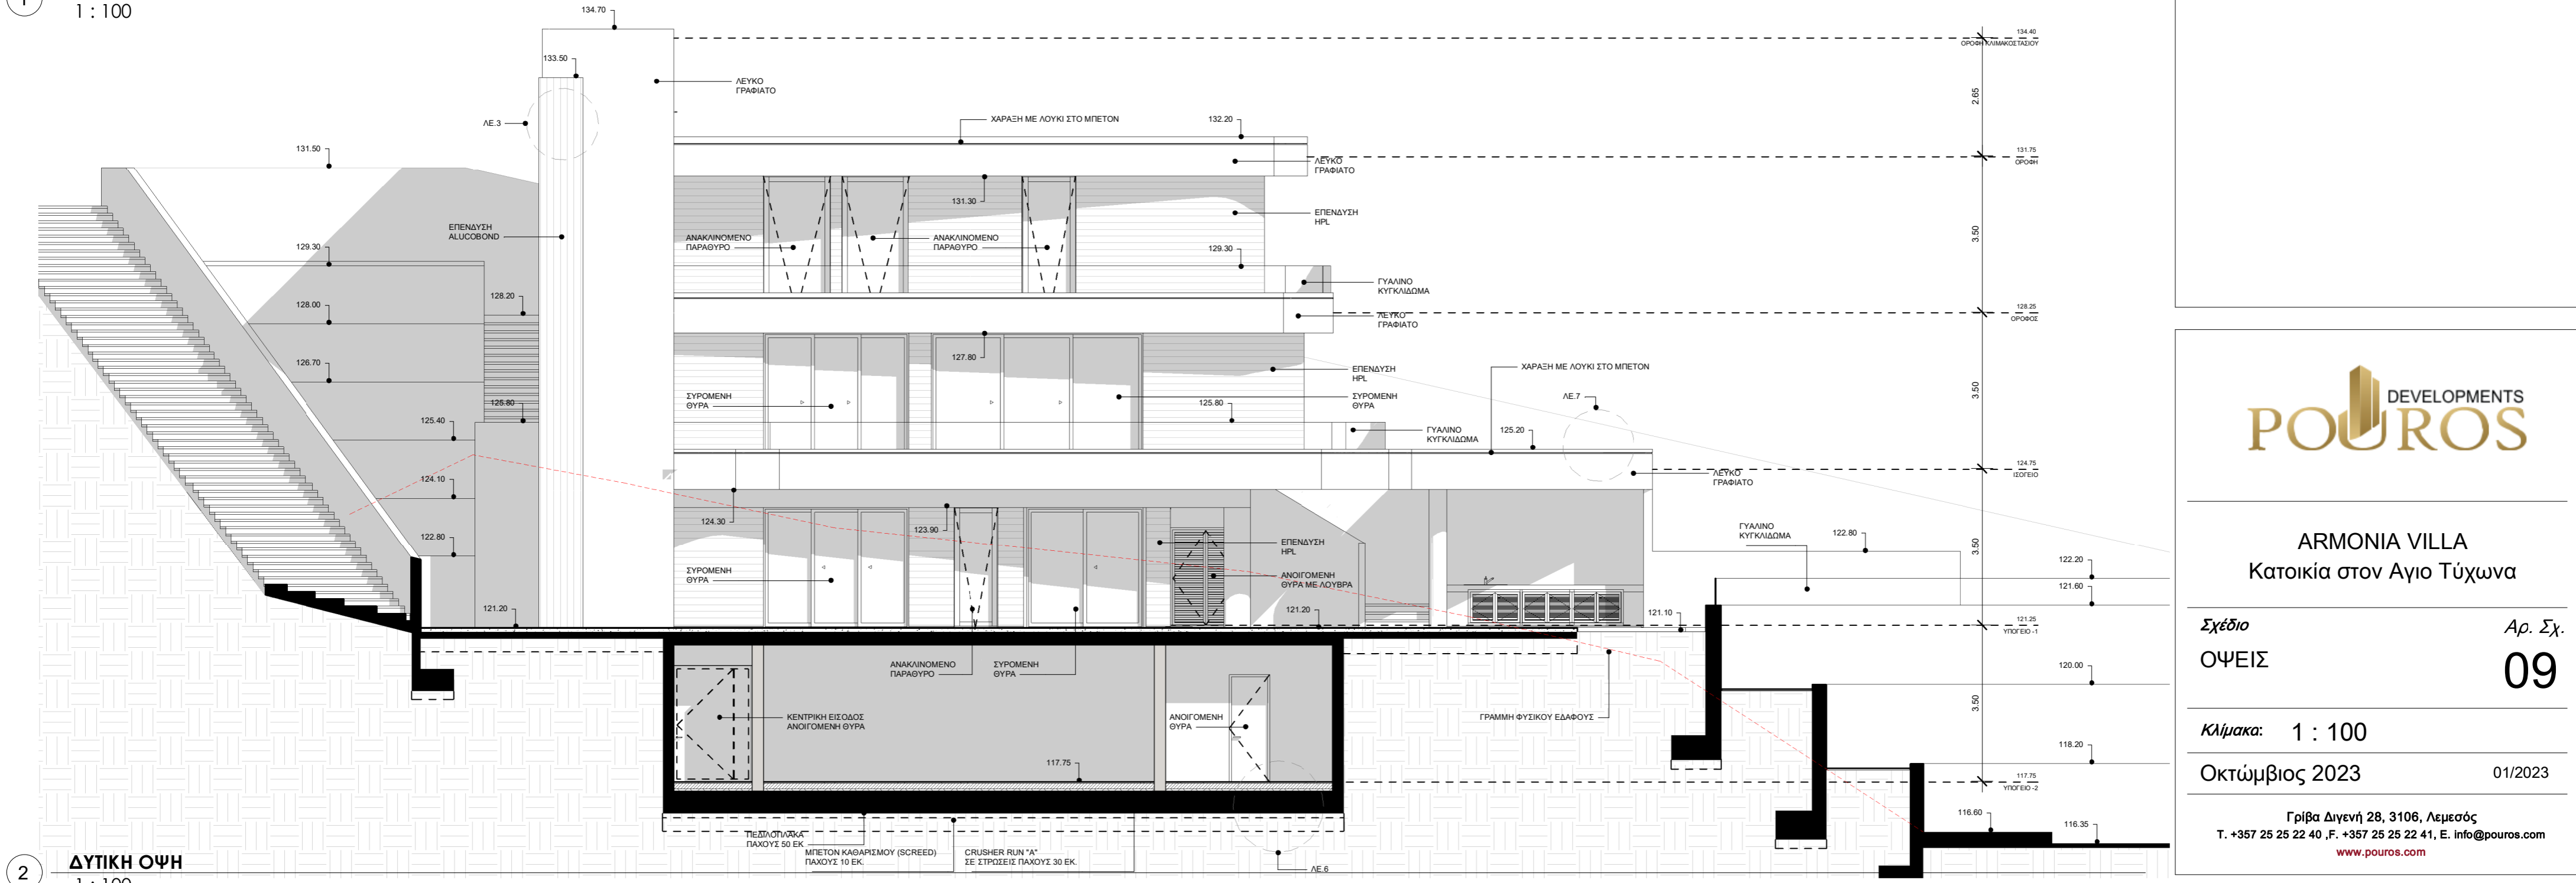 1
1 : 100
134.70
134.40
ΟΡΟΦΗ ΚΛΙΜΑΚΟΣΤΑΣΙΟΥ
133.50
ΛΕΥΚΟ
ΓΡΑΦΙΑΤΟ
2.65
ΛΕ.3
ΧΑΡΑΞΗ ΜΕ ΛΟΥΚΙ ΣΤΟ ΜΠΕΤΟΝ
132.20
131.50
131.75
ΟΡΟΦΗ
ΛΕΥΚΟ
ΓΡΑΦΙΑΤΟ
131.30
ΕΠΕΝΔΥΣΗ
HPL
ΕΠΕΝΔΥΣΗ
ALUCOBOND
ΑΝΑΚΛΙΝΟΜΕΝΟ
ΠΑΡΑΘΥΡΟ
ΑΝΑΚΛΙΝΟΜΕΝΟ
ΠΑΡΑΘΥΡΟ
3.50
129.30
129.30
ΓΥΑΛΙΝΟ
ΚΥΓΚΛΙΔΩΜΑ
128.20
128.00
128.25
ΟΡΟΦΟΣ
ΛΕΥΚΟ
ΓΡΑΦΙΑΤΟ
127.80
126.70
ΕΠΕΝΔΥΣΗ
HPL
ΧΑΡΑΞΗ ΜΕ ΛΟΥΚΙ ΣΤΟ ΜΠΕΤΟΝ
3.50
ΣΥΡΟΜΕΝΗ
ΘΥΡΑ
ΣΥΡΟΜΕΝΗ
ΘΥΡΑ
ΛΕ.7
125.80
125.80
125.40
ΓΥΑΛΙΝΟ
ΚΥΓΚΛΙΔΩΜΑ
125.20
124.75
ΙΣΟΓΕΙΟ
ΛΕΥΚΟ
ΓΡΑΦΙΑΤΟ
124.10
124.30
123.90
ΓΥΑΛΙΝΟ
ΚΥΓΚΛΙΔΩΜΑ
122.80
122.80
3.50
ΕΠΕΝΔΥΣΗ
HPL
122.20
ΣΥΡΟΜΕΝΗ
ΘΥΡΑ
ΑΝΟΙΓΟΜΕΝΗ
ΘΥΡΑ ΜΕ ΛΟΥΒΡΑ
121.60
121.20
121.20
121.10
121.25
ΥΠΟΓΕΙΟ -1
ΑΝΑΚΛΙΝΟΜΕΝΟ
ΠΑΡΑΘΥΡΟ
ΣΥΡΟΜΕΝΗ
ΘΥΡΑ
120.00
ΚΕΝΤΡΙΚΗ ΕΙΣΟΔΟΣ
ΑΝΟΙΓΟΜΕΝΗ ΘΥΡΑ
ΑΝΟΙΓΟΜΕΝΗ
ΘΥΡΑ
ΓΡΑΜΜΗ ΦΥΣΙΚΟΥ ΕΔΑΦΟΥΣ
3.50
118.20
117.75
117.75
ΥΠΟΓΕΙΟ -2
116.60
116.35
ΠΕΔΙΛΟΠΛΑΚΑ
ΠΑΧΟΥΣ 50 ΕΚ
ΜΠΕΤΟΝ ΚΑΘΑΡΙΣΜΟΥ (SCREED)
ΠΑΧΟΥΣ 10 ΕΚ.
CRUSHER RUN "A"
ΣΕ ΣΤΡΩΣΕΙΣ ΠΑΧΟΥΣ 30 ΕΚ.
ΛΕ.6
2
ΔΥΤΙΚΗ ΟΨΗ
1 : 100
DEVELOPMENTS
POUROS
ARMONIA VILLA
Κατοικία στον Αγιο Τύχωνα
Σχέδιο
Αρ. Σχ.
ΟΨΕΙΣ
09
Κλίμακα: 1 : 100
Οκτώμβιος 2023
01/2023
Γρίβα Διγενή 28, 3106, Λεμεσός
T. +357 25 25 22 40 ,F. +357 25 25 22 41, E. info@pouros.com
www.pouros.com